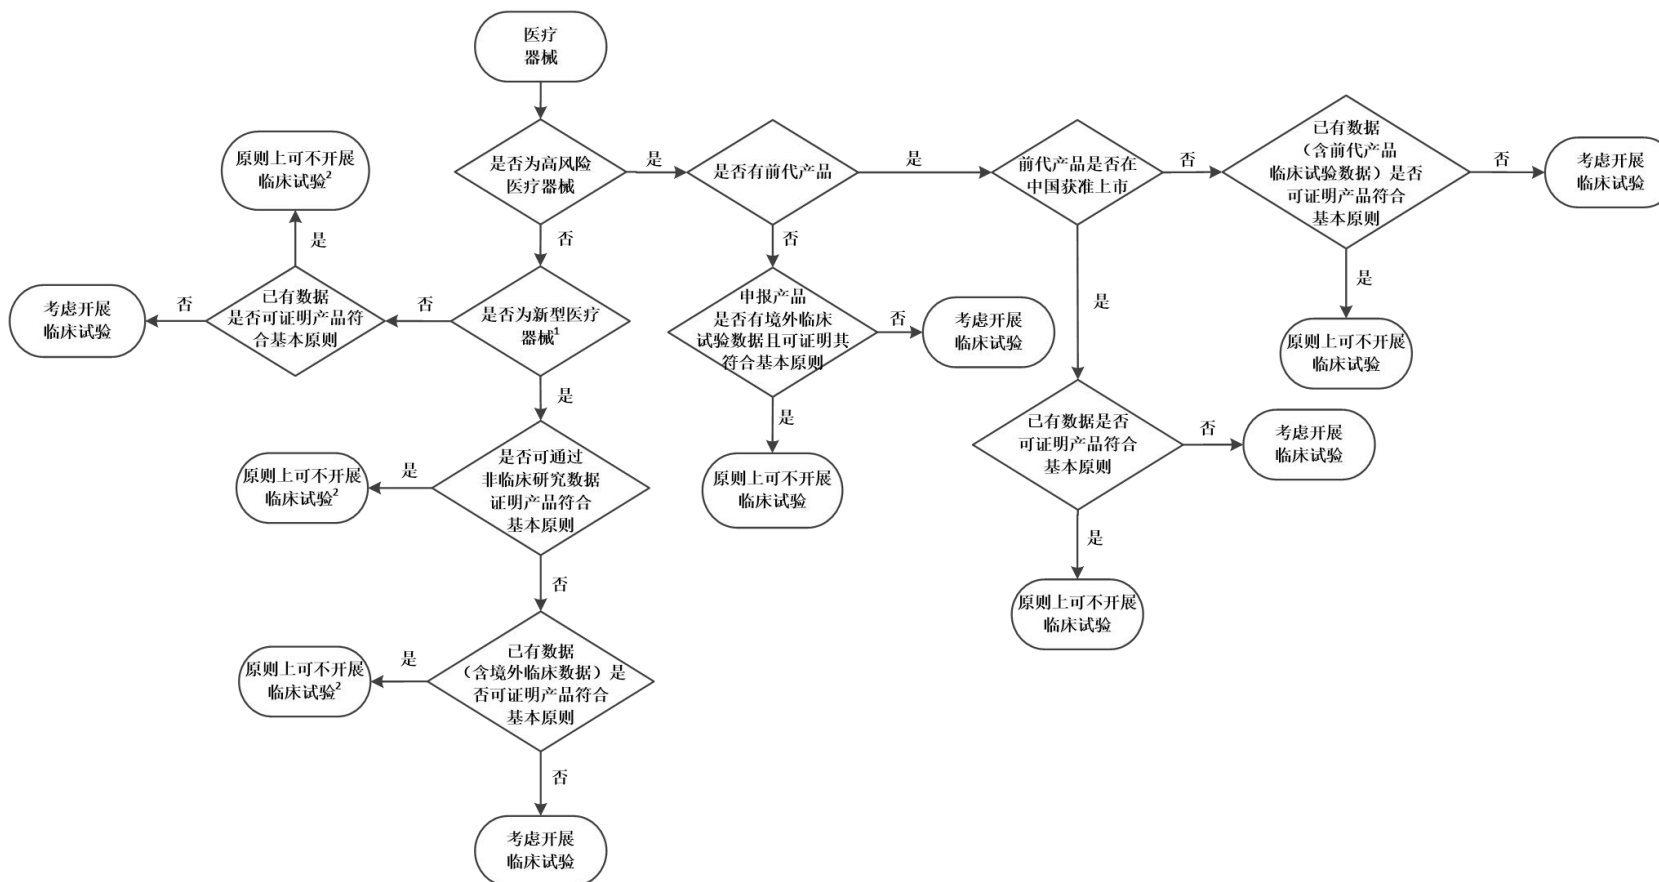 医疗
器械
是否为高风险
医疗器械
是
是否有前代产品
是
前代产品是否在
中国获准上市
否
已有数据
（含前代产品
临床试验数据）是否
可证明产品符合
基本原则
否
考虑开展
临床试验
是
原则上可不开展
临床试验
是
已有数据是否
可证明产品符合
基本原则
否
考虑开展
临床试验
是
原则上可不开展
临床试验
否
申报产品
是否有境外临床
试验数据且可证明其
符合基本原则
否
考虑开展
临床试验
是
原则上可不开展
临床试验
否
是否为新型医疗
器械¹
否
已有数据
是否可证明产品符
合基本原则
是
原则上可不开展
临床试验²
否
考虑开展
临床试验
是
是否可通过
非临床研究数据
证明产品符合
基本原则
是
原则上可不开展
临床试验²
否
已有数据
（含境外临床数据）是
否可证明产品符合
基本原则
是
原则上可不开展
临床试验²
否
考虑开展
临床试验